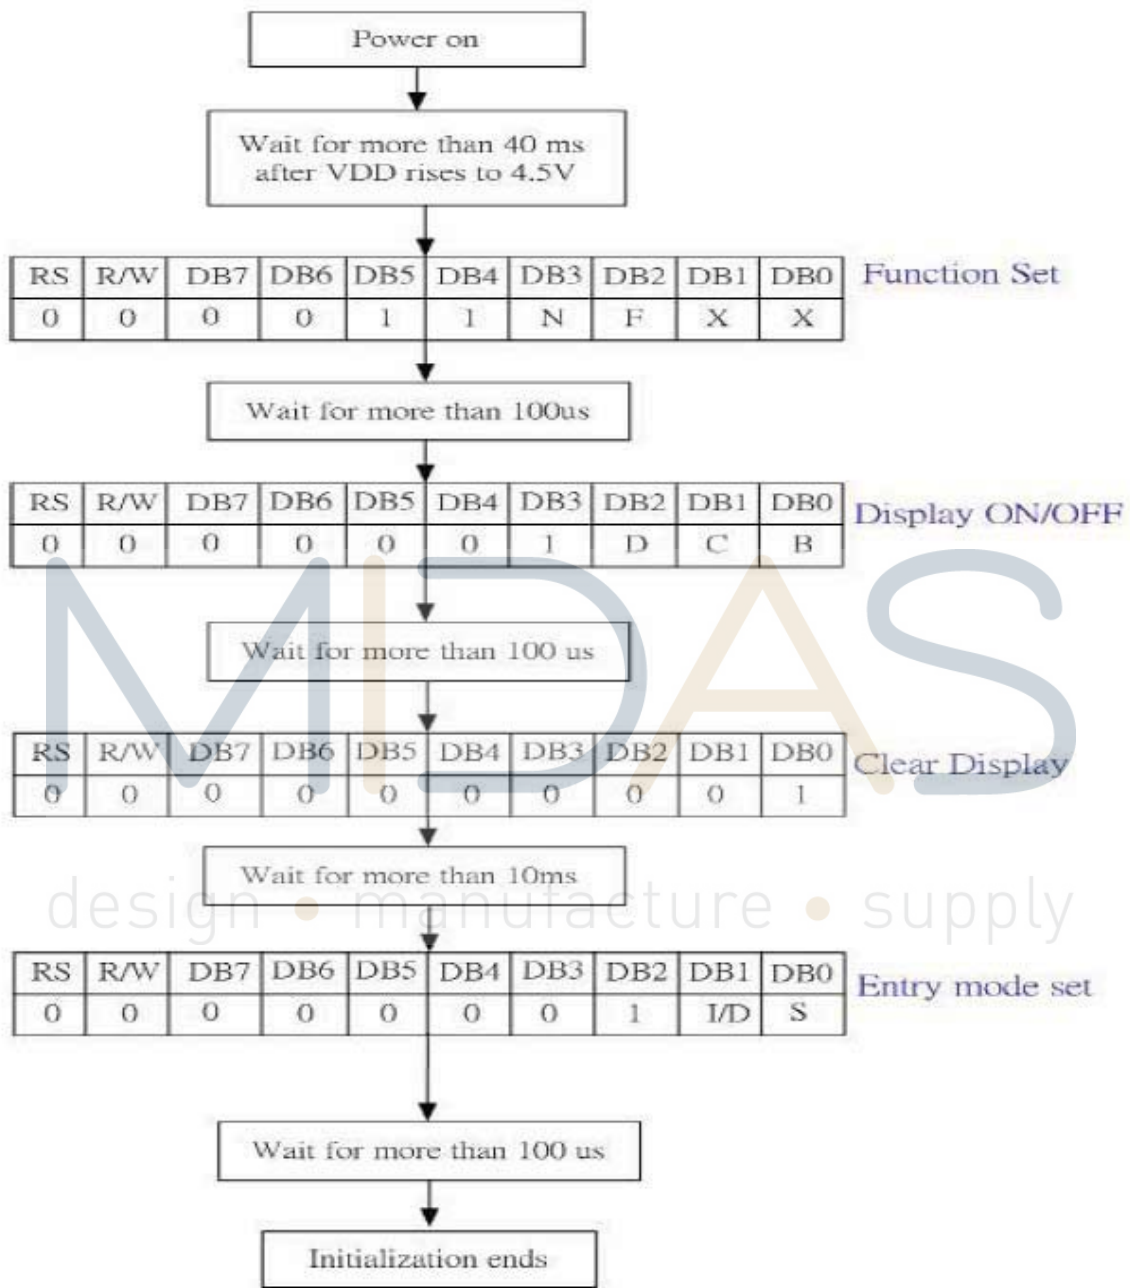 Power on
Wait for more than 40 ms
after VDD rises to 4.5V
RS R/W DB7 DB6 DB5 DB4 DB3 DB2 DB1 DB0 Function Set
0 0 0 0 1 1 N F X X
Wait for more than 100us
RS R/W DB7 DB6 DB5 DB4 DB3 DB2 DB1 DB0 Display ON/OFF
0 0 0 0 0 0 1 D C B
MIDAS
Wait for more than 100 us
RS R/W DB7 DB6 DB5 DB4 DB3 DB2 DB1 DB0 Clear Display
0 0 0 0 0 0 0 0 0 1
Wait for more than 10ms
design • manufacture • supply
RS R/W DB7 DB6 DB5 DB4 DB3 DB2 DB1 DB0 Entry mode set
0 0 0 0 0 0 0 1 I/D S
Wait for more than 100 us
Initialization ends